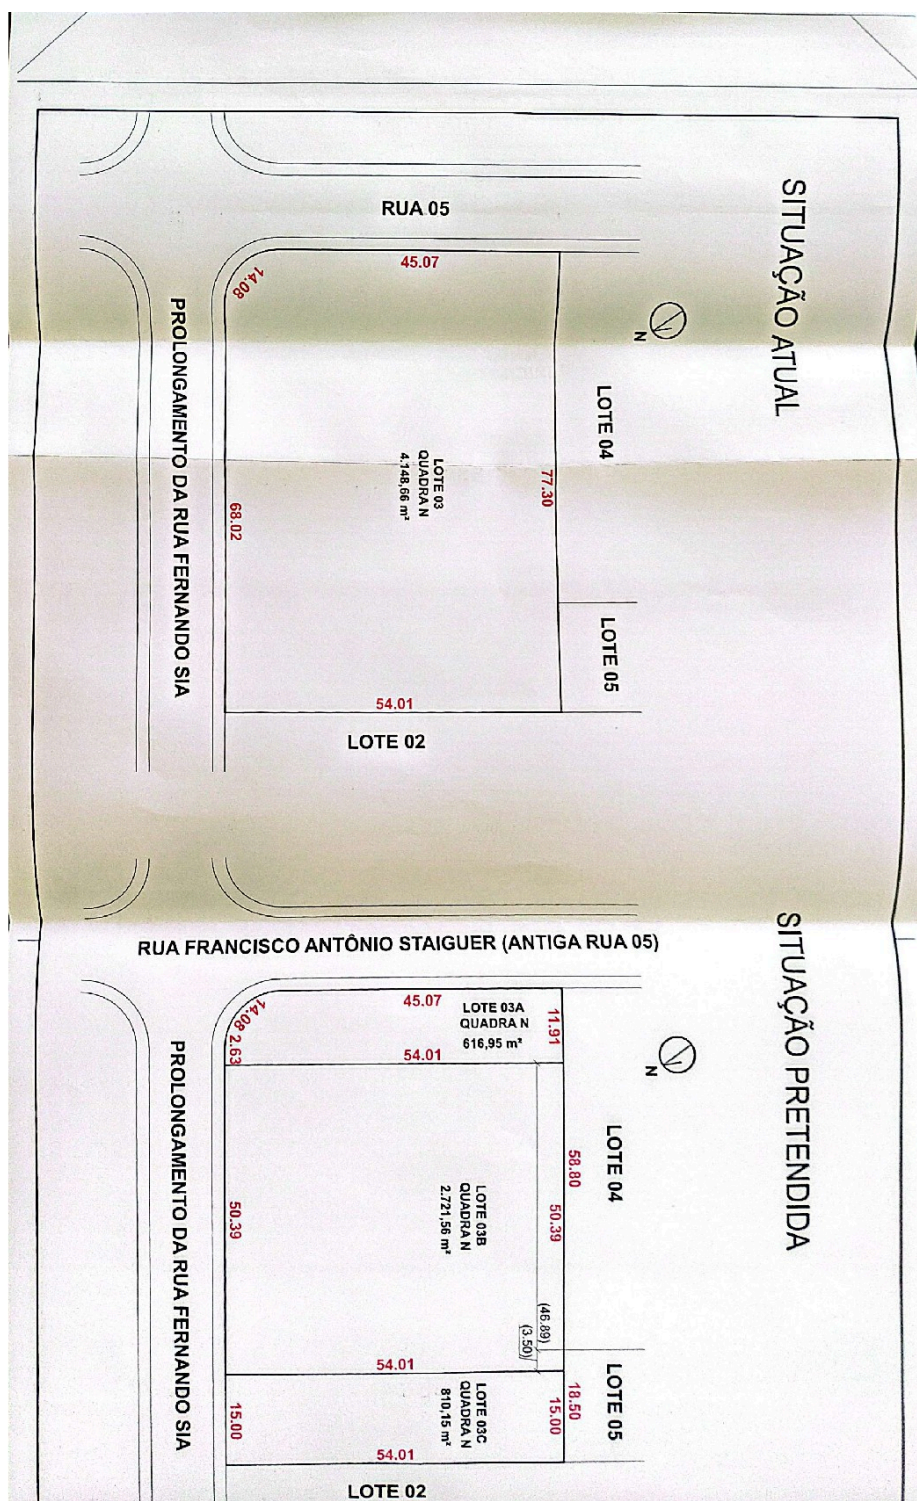 SITUAÇÃO ATUAL
RUA 05
45.07
14.08
N
PROLONGAMENTO DA RUA FERNANDO SIA
LOTE 04
LOTE 03
QUADRA N
4.148,66 m²
77.30
68.02
LOTE 05
54.01
LOTE 02
SITUAÇÃO PRETENDIDA
RUA FRANCISCO ANTÔNIO STAIGUER (ANTIGA RUA 05)
45.07
LOTE 03A
QUADRA N
616,95 m²
11.91
14.08
2.63
54.01
N
PROLONGAMENTO DA RUA FERNANDO SIA
LOTE 04
58.80
LOTE 03B
QUADRA N
2.721,56 m²
50.39
50.39
(46.89)
(3.50)
54.01
LOTE 05
18.50
15.00
LOTE 03C
QUADRA N
810,15 m²
15.00
54.01
LOTE 02